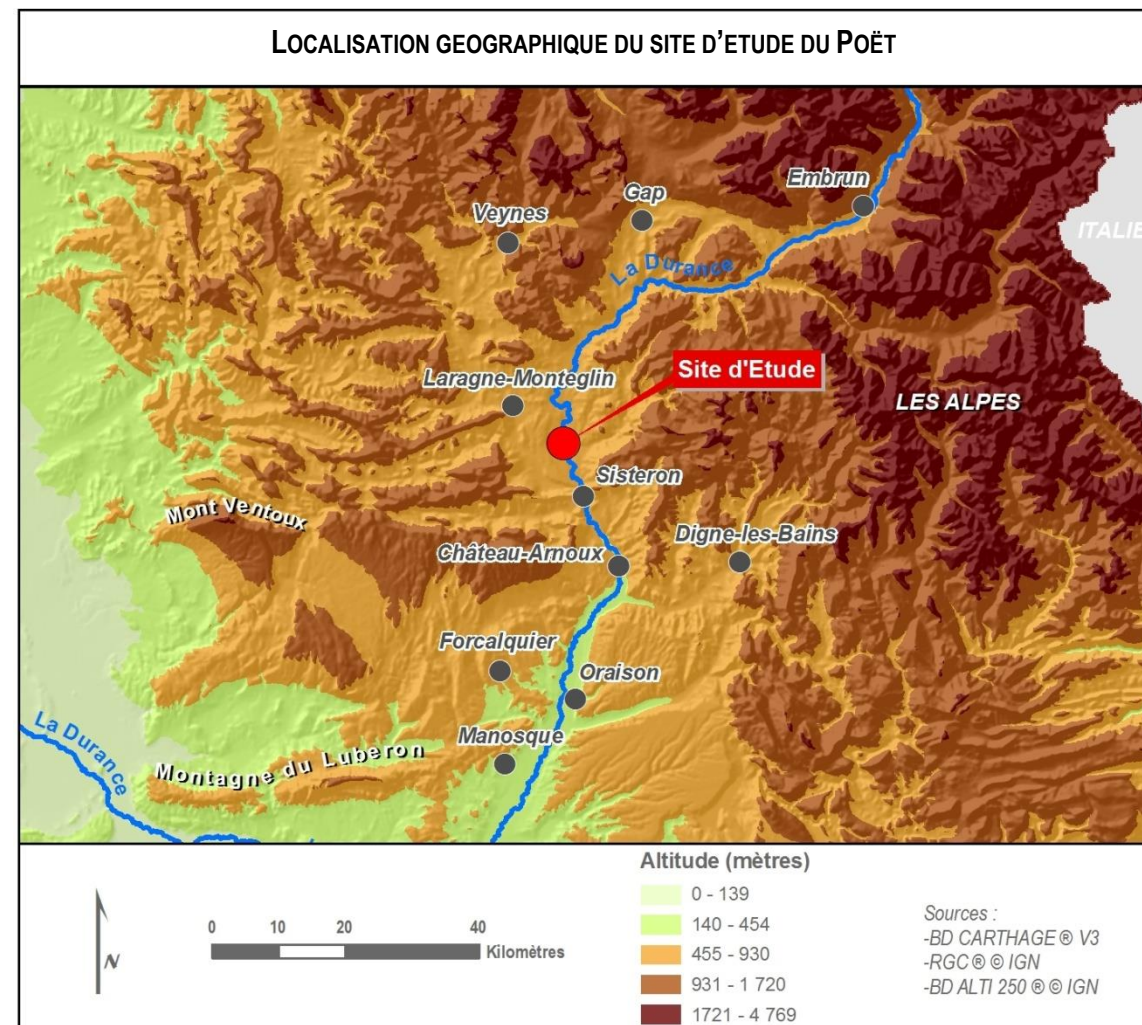 LOCALISATION GEOGRAPHIQUE DU SITE D'ETUDE DU POËT
Embrun
Gap
Veynes
ITALIE
La Durance
Site d'Etude
Laragne-Monteglin
LES ALPES
Sisteron
Mont Ventoux
Digne-les-Bains
Château-Arnoux
Forcalquier
Oraison
La Durance
Manosque
Montagne du Luberon
N
0 10 20 40
Kilomètres
Altitude (mètres)
0 - 139
140 - 454
455 - 930
931 - 1 720
1721 - 4 769
Sources :
-BD CARTHAGE ® V3
-RGC ® © IGN
-BD ALTI 250 ® © IGN